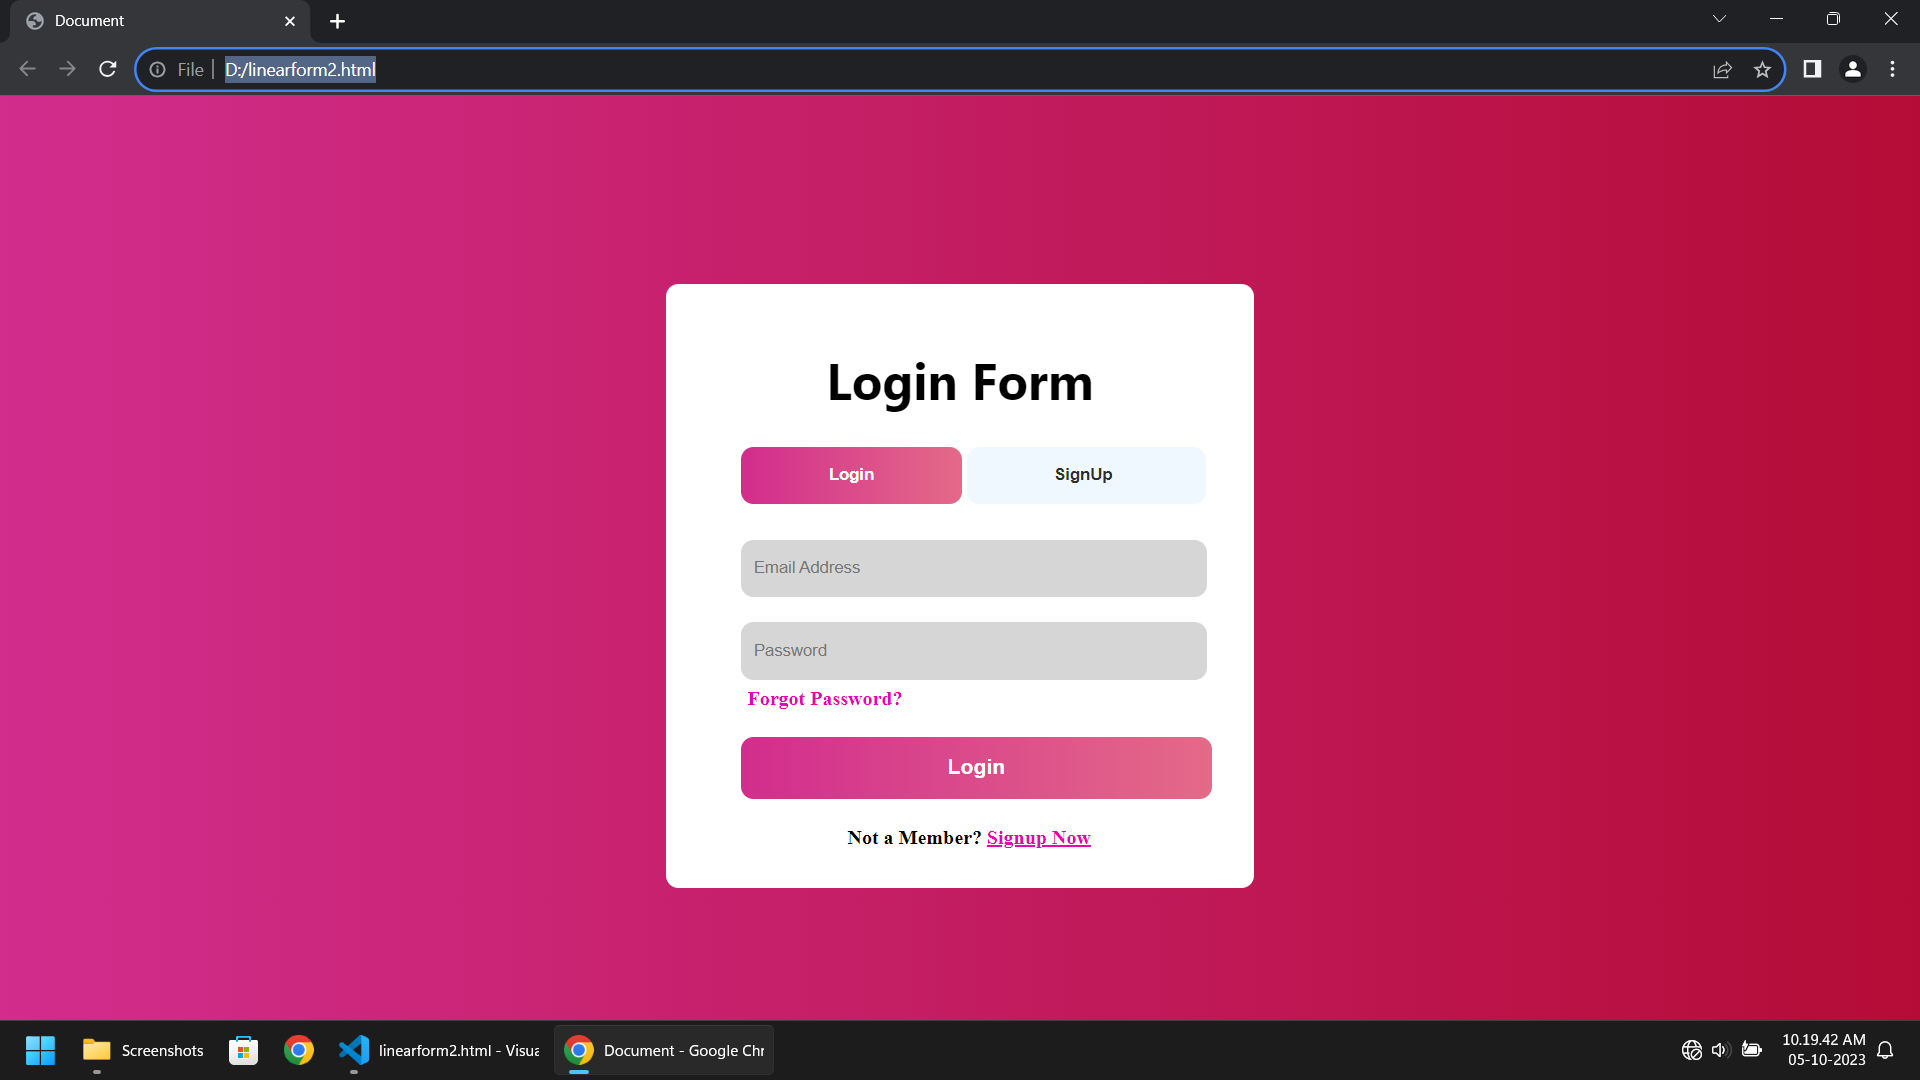 Document
File
D:/linearform2.html
Login Form
Login
SignUp
Email Address
Password
Forgot Password?
Login
Not a Member? Signup Now
Screenshots
linearform2.html - Visua
Document - Google Chr
10.19.42 AM
05-10-2023